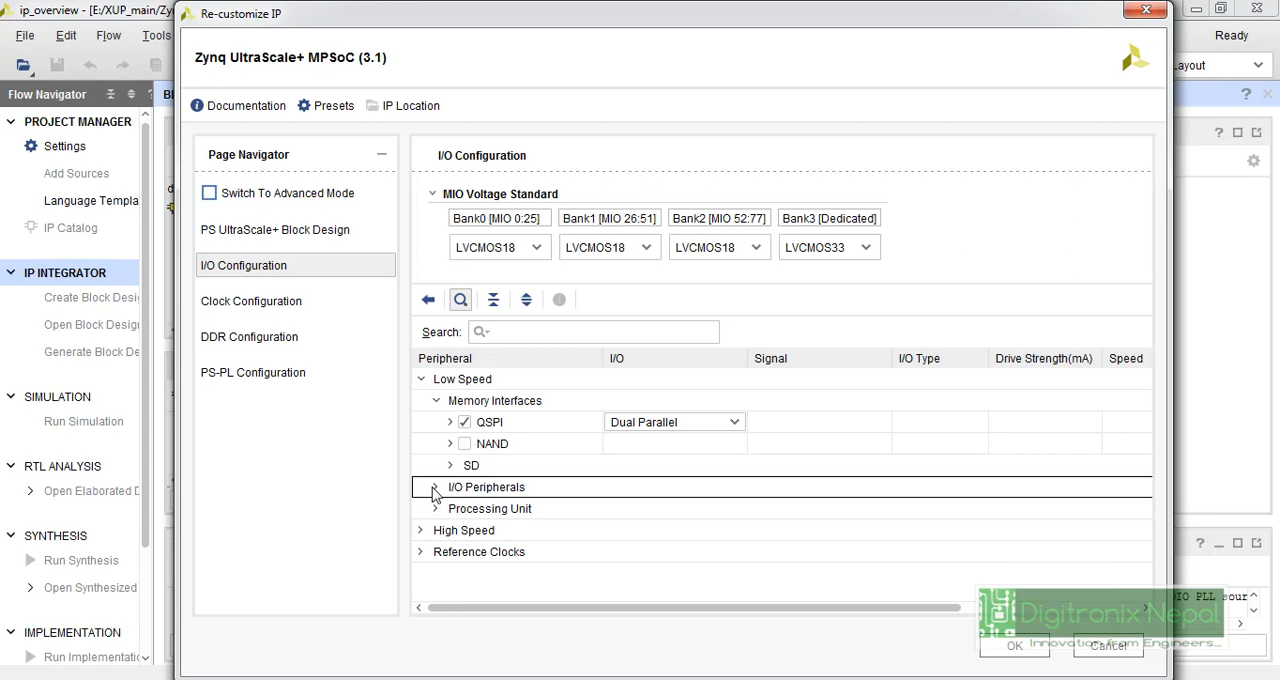 ip_overview - [E:/XUP_main/Zy
Re-customize IP
File Edit Flow Tools
Ready
Zynq UltraScale+ MPSoC (3.1)
ayout
Flow Navigator
?
Bl
? ×
Documentation Presets IP Location
PROJECT MANAGER
Settings
Add Sources
Language Templa
IP Catalog
IP INTEGRATOR
Create Block Desi
Open Block Design
Generate Block De
SIMULATION
Run Simulation
RTL ANALYSIS
Open Elaborated D
SYNTHESIS
Run Synthesis
Open Synthesized
IMPLEMENTATION
Run Implementati
d
Page Navigator
Switch To Advanced Mode
PS UltraScale+ Block Design
I/O Configuration
Clock Configuration
DDR Configuration
PS-PL Configuration
I/O Configuration
MIO Voltage Standard
Bank0 [MIO 0:25] Bank1 [MIO 26:51] Bank2 [MIO 52:77] Bank3 [Dedicated]
LVCMOS18 LVCMOS18 LVCMOS18 LVCMOS33
Search:
Peripheral I/O Signal I/O Type Drive Strength(mA) Speed
Low Speed
Memory Interfaces
QSPI Dual Parallel
NAND
SD
I/O Peripherals
Processing Unit
High Speed
Reference Clocks
?
?
IO PLL sour
Digitronix Nepal
Innovation from Engineers...
OK Cancel